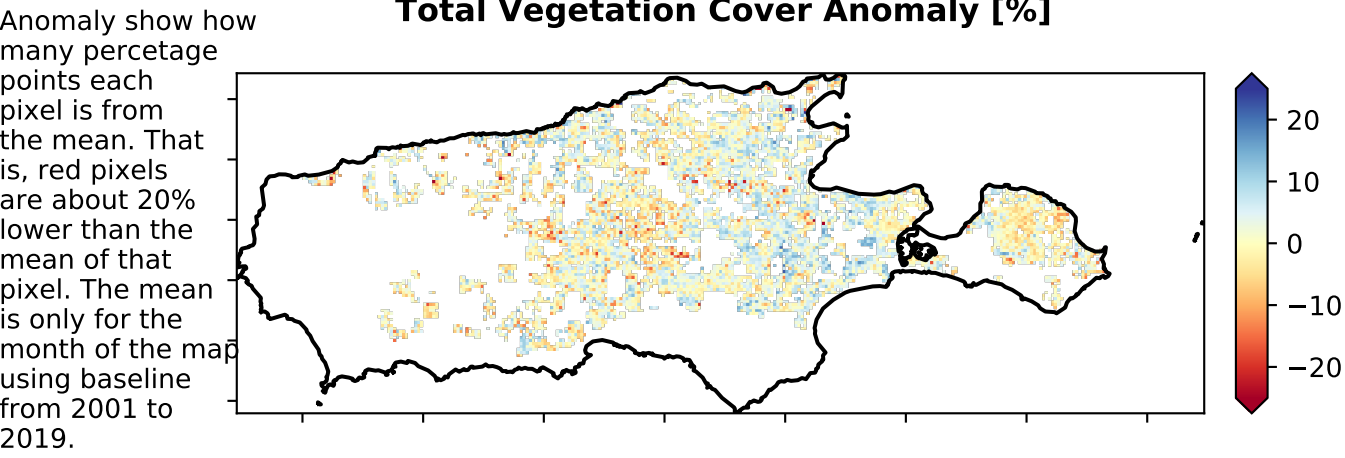 Total Vegetation Cover Anomaly [%]
Anomaly show how
many percetage
points each
pixel is from
the mean. That
is, red pixels
are about 20%
lower than the
mean of that
pixel. The mean
is only for the
month of the map
using baseline
from 2001 to
2019.
20
10
0
−10
−20